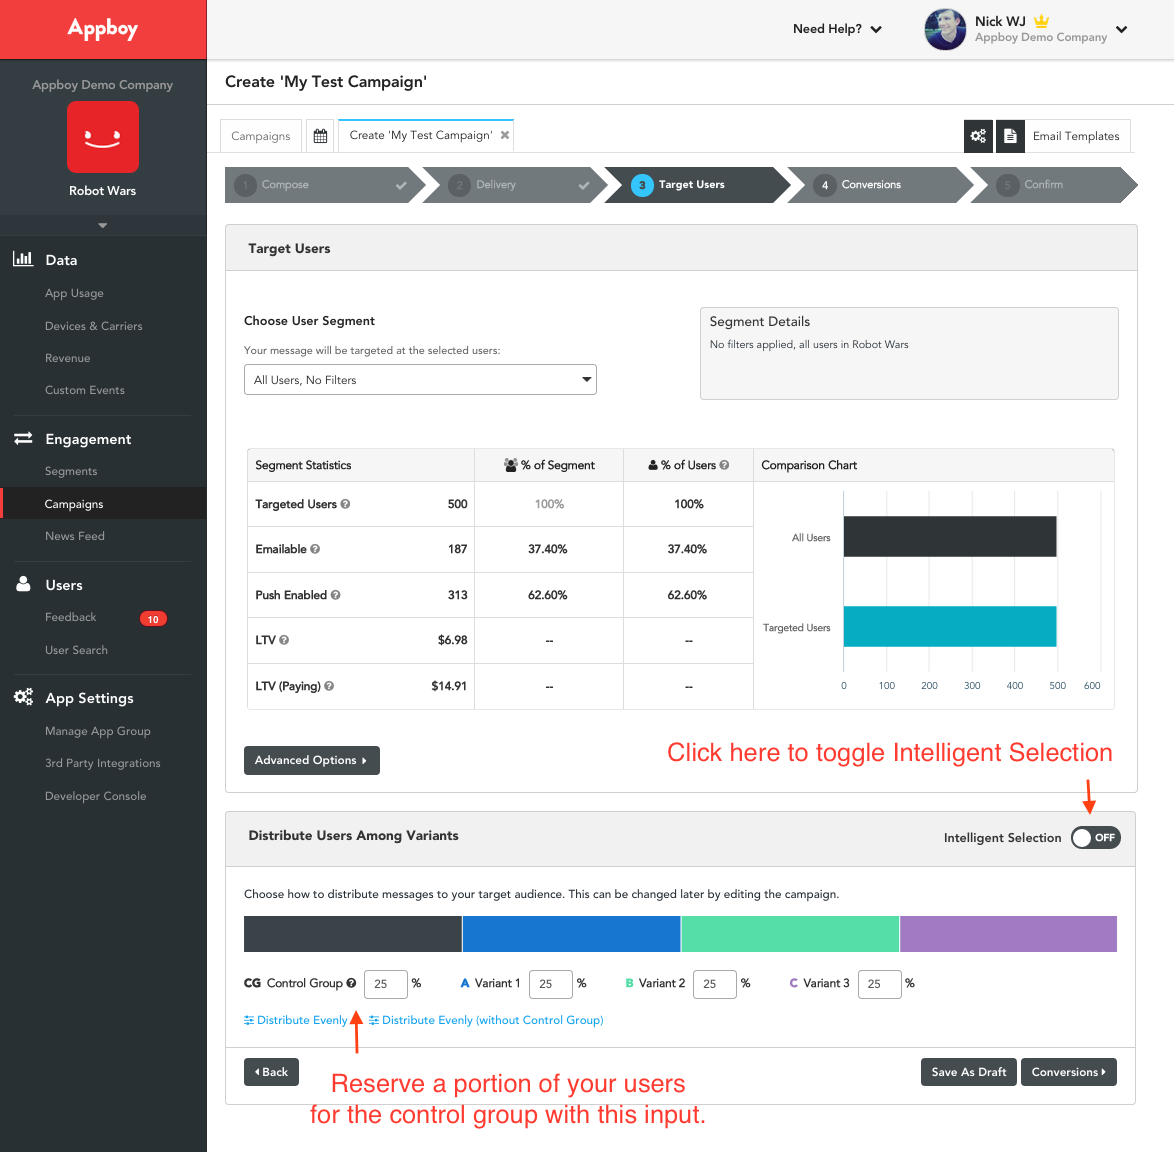 Appboy
Need Help?
Nick WJ
Appboy Demo Company
Appboy Demo Company
Robot Wars
Data
App Usage
Devices & Carriers
Revenue
Custom Events
Engagement
Segments
Campaigns
News Feed
Users
Feedback 10
User Search
App Settings
Manage App Group
3rd Party Integrations
Developer Console
Create 'My Test Campaign'
Campaigns
Create 'My Test Campaign'
Email Templates
1 Compose
2 Delivery
3 Target Users
4 Conversions
5 Confirm
Target Users
Choose User Segment
Your message will be targeted at the selected users:
All Users, No Filters
Segment Details
No filters applied, all users in Robot Wars
Segment Statistics % of Segment % of Users Comparison Chart
Targeted Users 500 100% 100%
Emailable 187 37.40% 37.40%
Push Enabled 313 62.60% 62.60%
LTV $6.98 -- --
LTV (Paying) $14.91 -- --
All Users
Targeted Users
0 100 200 300 400 500 600
Advanced Options
Click here to toggle Intelligent Selection
Distribute Users Among Variants
Intelligent Selection OFF
Choose how to distribute messages to your target audience. This can be changed later by editing the campaign.
CG Control Group 25 % A Variant 1 25 % B Variant 2 25 % C Variant 3 25 %
Distribute Evenly Distribute Evenly (without Control Group)
Back
Save As Draft
Conversions
Reserve a portion of your users
for the control group with this input.